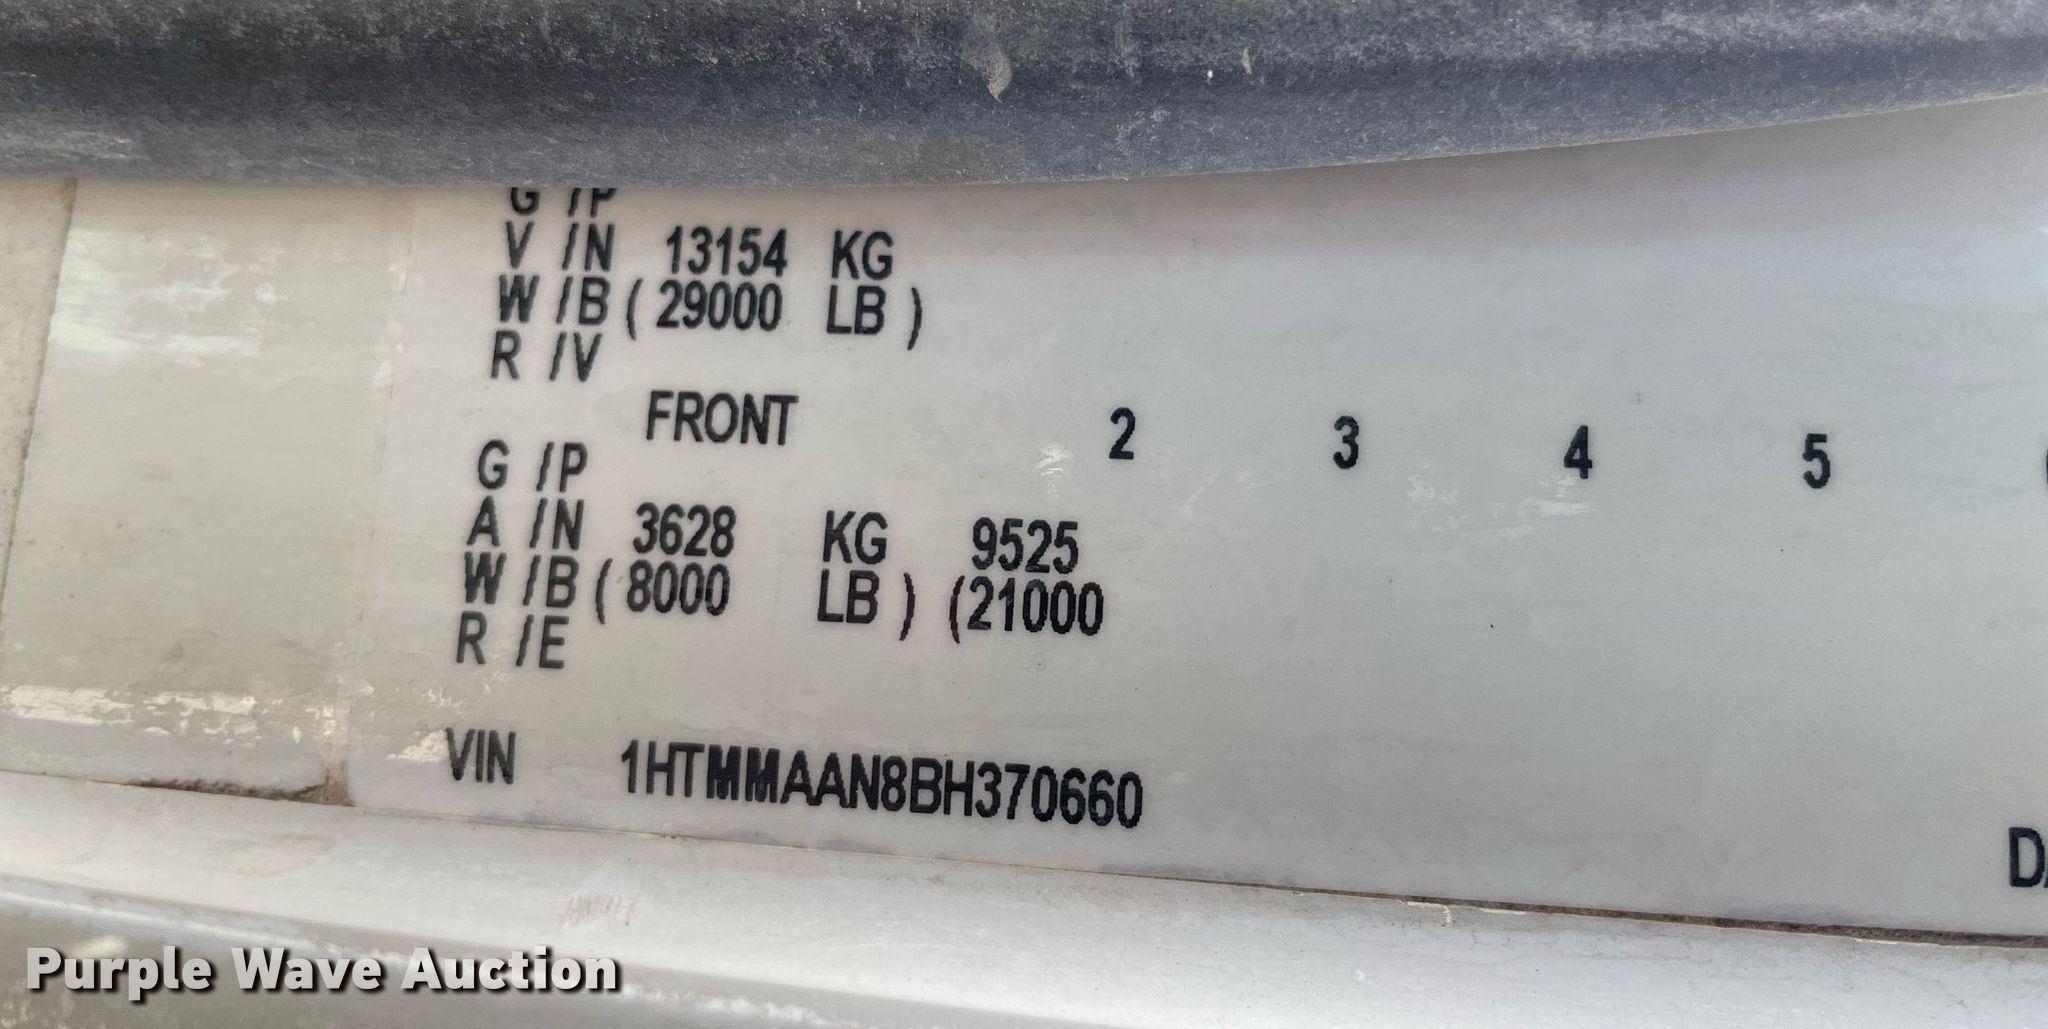 G /P
V /N 13154 KG
W /B ( 29000 LB )
R /V
FRONT 2 3 4 5
G /P
A /N 3628 KG 9525
W /B ( 8000 LB ) (21000
R /E
VIN 1HTMMAAN8BH370660
Purple Wave Auction